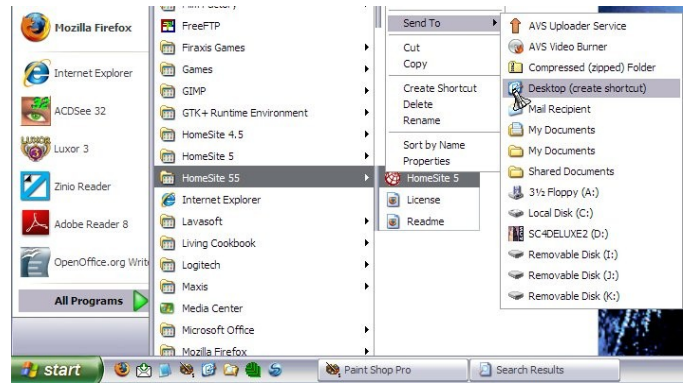 Mozilla Firefox
Internet Explorer
ACDSee 32
Luxor 3
Zinio Reader
Adobe Reader 8
OpenOffice.org Writ
All Programs
FreeFTP
Firaxis Games
Games
GIMP
GTK+ Runtime Environment
HomeSite 4.5
HomeSite 5
HomeSite 55
Internet Explorer
Lavasoft
Living Cookbook
Logitech
Maxis
Media Center
Microsoft Office
Mozilla Firefox
Send To
Cut
Copy
Create Shortcut
Delete
Rename
Sort by Name
Properties
HomeSite 5
License
Readme
AVS Uploader Service
AVS Video Burner
Compressed (zipped) Folder
Desktop (create shortcut)
Mail Recipient
My Documents
My Documents
Shared Documents
3½ Floppy (A:)
Local Disk (C:)
SC4DELUXE2 (D:)
Removable Disk (I:)
Removable Disk (J:)
Removable Disk (K:)
start
Paint Shop Pro
Search Results